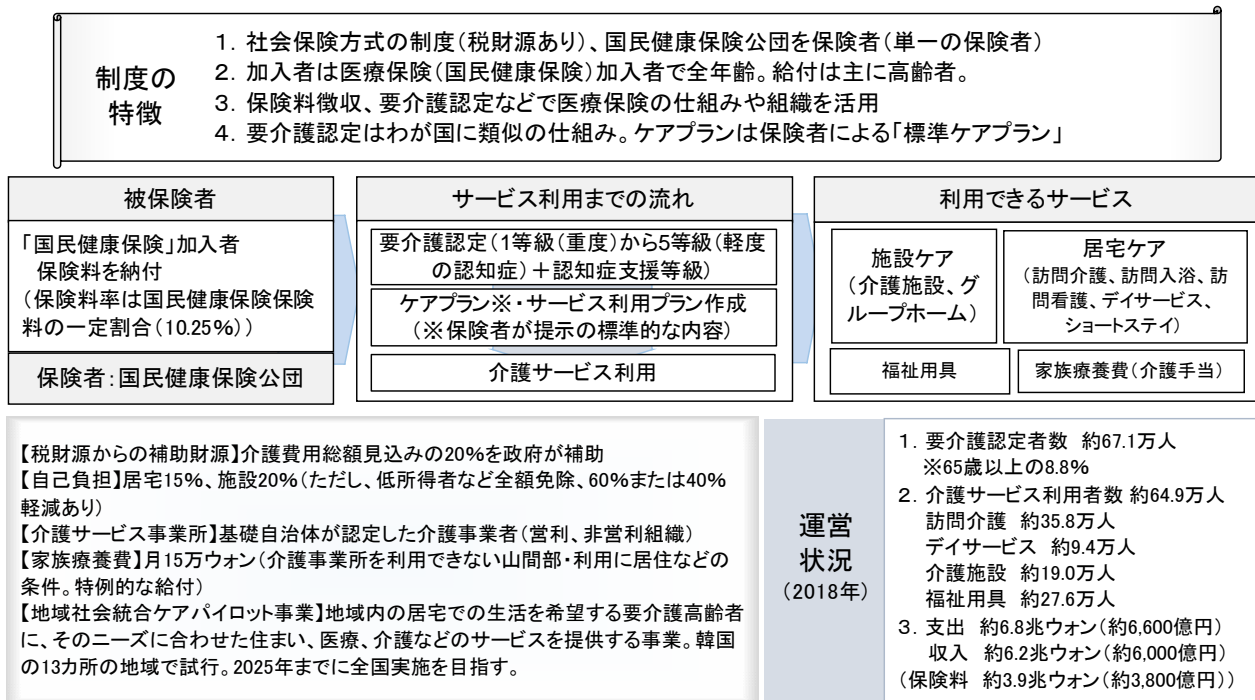 制度の
特徴
1. 社会保険方式の制度(税財源あり)、国民健康保険公団を保険者(単一の保険者)
2. 加入者は医療保険(国民健康保険)加入者で全年齢。給付は主に高齢者。
3. 保険料徴収、要介護認定などで医療保険の仕組みや組織を活用
4. 要介護認定はわが国に類似の仕組み。ケアプランは保険者による「標準ケアプラン」
被保険者
「国民健康保険」加入者
保険料を納付
(保険料率は国民健康保険保険
料の一定割合(10.25%))
保険者:国民健康保険公団
サービス利用までの流れ
要介護認定(1等級(重度)から5等級(軽度
の認知症)+認知症支援等級)
ケアプラン※・サービス利用プラン作成
(※保険者が提示の標準的な内容)
介護サービス利用
利用できるサービス
施設ケア
(介護施設、グ
ループホーム)
居宅ケア
(訪問介護、訪問入浴、訪
問看護、デイサービス、
ショートステイ)
福祉用具
家族療養費(介護手当)
【税財源からの補助財源】介護費用総額見込みの20%を政府が補助
【自己負担】居宅15%、施設20%(ただし、低所得者など全額免除、60%または40%
軽減あり)
【介護サービス事業所】基礎自治体が認定した介護事業者(営利、非営利組織)
【家族療養費】月15万ウォン(介護事業所を利用できない山間部・利用に居住などの
条件。特例的な給付)
【地域社会統合ケアパイロット事業】地域内の居宅での生活を希望する要介護高齢者
に、そのニーズに合わせた住まい、医療、介護などのサービスを提供する事業。韓国
の13カ所の地域で試行。2025年までに全国実施を目指す。
運営
状況
(2018年)
1. 要介護認定者数 約67.1万人
※65歳以上の8.8%
2. 介護サービス利用者数 約64.9万人
訪問介護 約35.8万人
デイサービス 約9.4万人
介護施設 約19.0万人
福祉用具 約27.6万人
3. 支出 約6.8兆ウォン(約6,600億円)
収入 約6.2兆ウォン(約6,000億円)
(保険料 約3.9兆ウォン(約3,800億円))